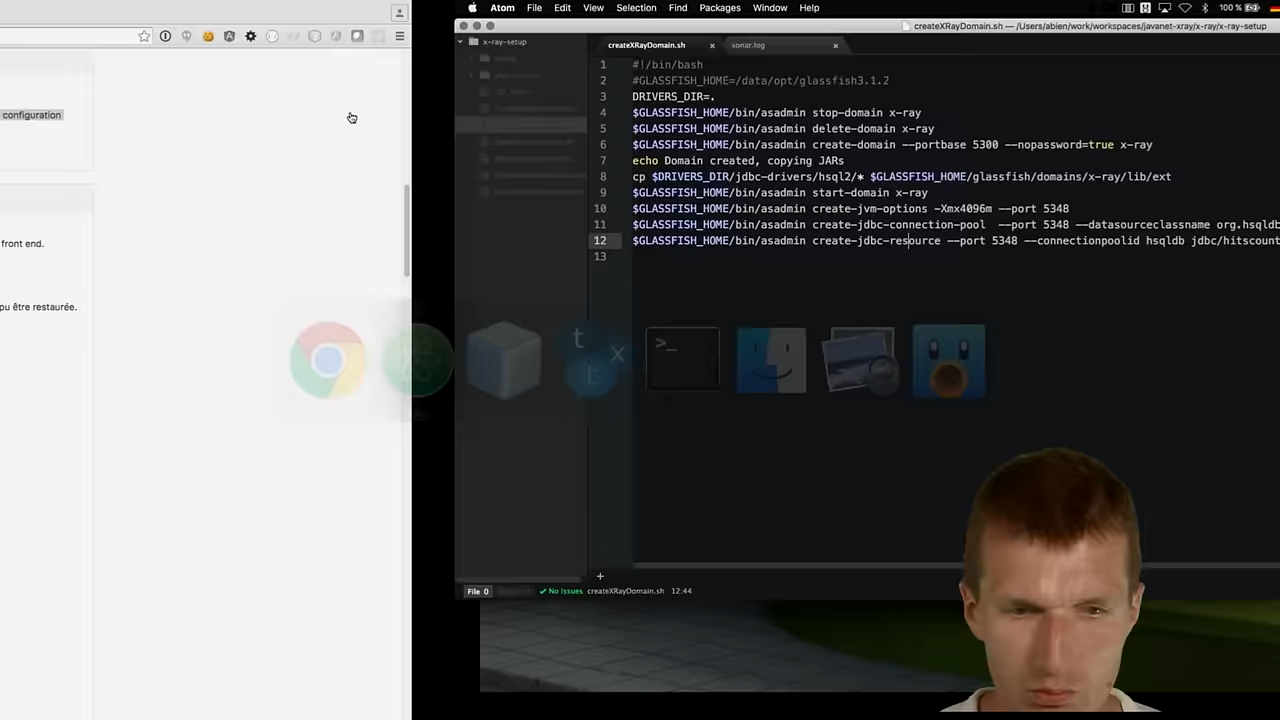 Atom File Edit View Selection Find Packages Window Help
100 %
createXRayDomain.sh — /Users/abien/work/workspaces/javanet-xray/x-ray/x-ray-setup
x-ray-setup
createXRayDomain.sh
sonar.log
1 #!/bin/bash
2 #GLASSFISH_HOME=/data/opt/glassfish3.1.2
3 DRIVERS_DIR=.
4 $GLASSFISH_HOME/bin/asadmin stop-domain x-ray
5 $GLASSFISH_HOME/bin/asadmin delete-domain x-ray
6 $GLASSFISH_HOME/bin/asadmin create-domain --portbase 5300 --nopassword=true x-ray
7 echo Domain created, copying JARs
8 cp $DRIVERS_DIR/jdbc-drivers/hsql2/* $GLASSFISH_HOME/glassfish/domains/x-ray/lib/ext
9 $GLASSFISH_HOME/bin/asadmin start-domain x-ray
10 $GLASSFISH_HOME/bin/asadmin create-jvm-options -Xmx4096m --port 5348
11 $GLASSFISH_HOME/bin/asadmin create-jdbc-connection-pool  --port 5348 --datasourceclassname org.hsqldb
12 $GLASSFISH_HOME/bin/asadmin create-jdbc-resource --port 5348 --connectionpoolid hsqldb jdbc/hitscount
13
configuration
front end.
pu être restaurée.
t
x
t
>_
+
File 0
No Issues createXRayDomain.sh 12:44